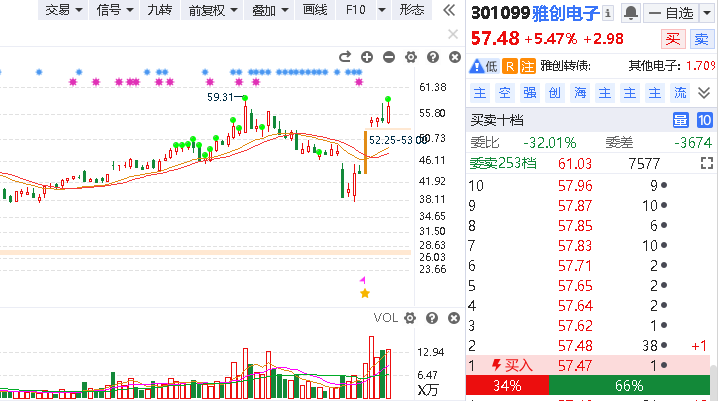 交易 信号 九转 前复权 叠加 画线 F10 形态
301099 雅创电子 一自选
57.48 +5.47% +2.98 买 卖
低 R 注 雅创转债: 其他电子: 1.70%
主 空 强 创 海 主 主 主 流
买卖十档 量 10
委比 -32.01% 委差 -3674
委卖253档 61.03 7577
10 57.96 9
9 57.87 10
8 57.85 6
7 57.83 10
6 57.71 2
5 57.65 2
4 57.64 2
3 57.62 1
2 57.48 38 +1
1 买入 57.47 1
34% 66%
59.31
52.25-53.00
61.38
55.80
50.73
46.11
41.92
38.11
34.65
31.50
28.63
26.03
23.66
VOL
12.94
6.47
X万